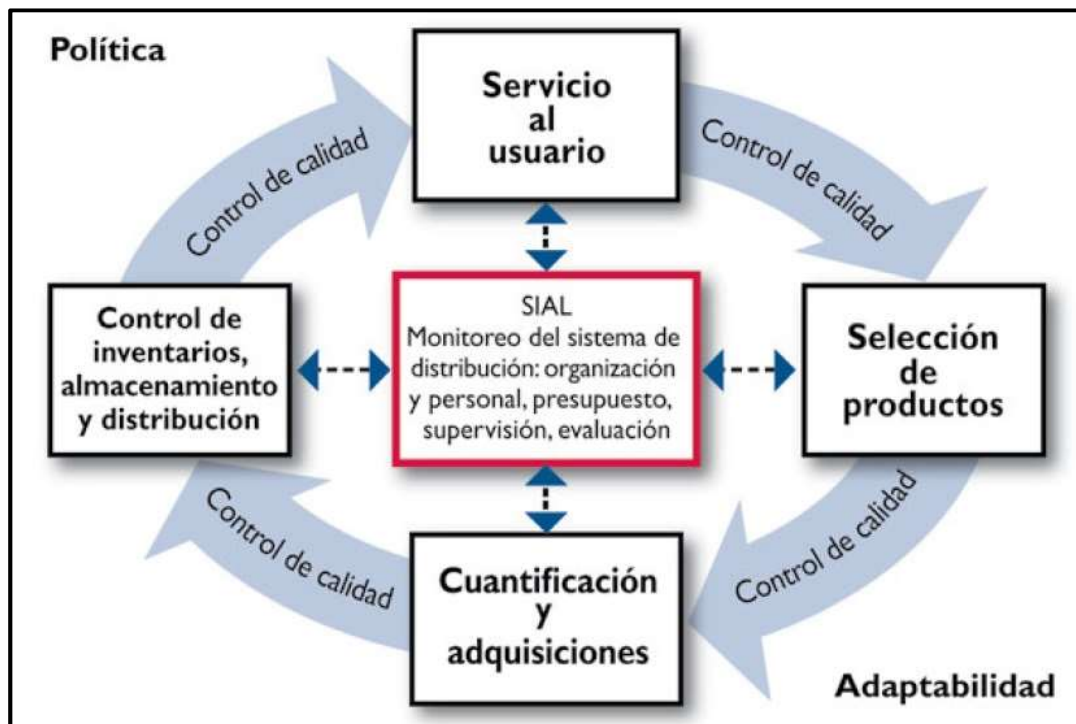 Política
Servicio
al
usuario
Control de calidad
Control de calidad
Control de
inventarios,
almacenamiento
y distribución
SIAL
Monitoreo del sistema de
distribución: organización
y personal, presupuesto,
supervisión, evaluación
Selección
de
productos
Control de calidad
Control de calidad
Cuantificación
y
adquisiciones
Adaptabilidad